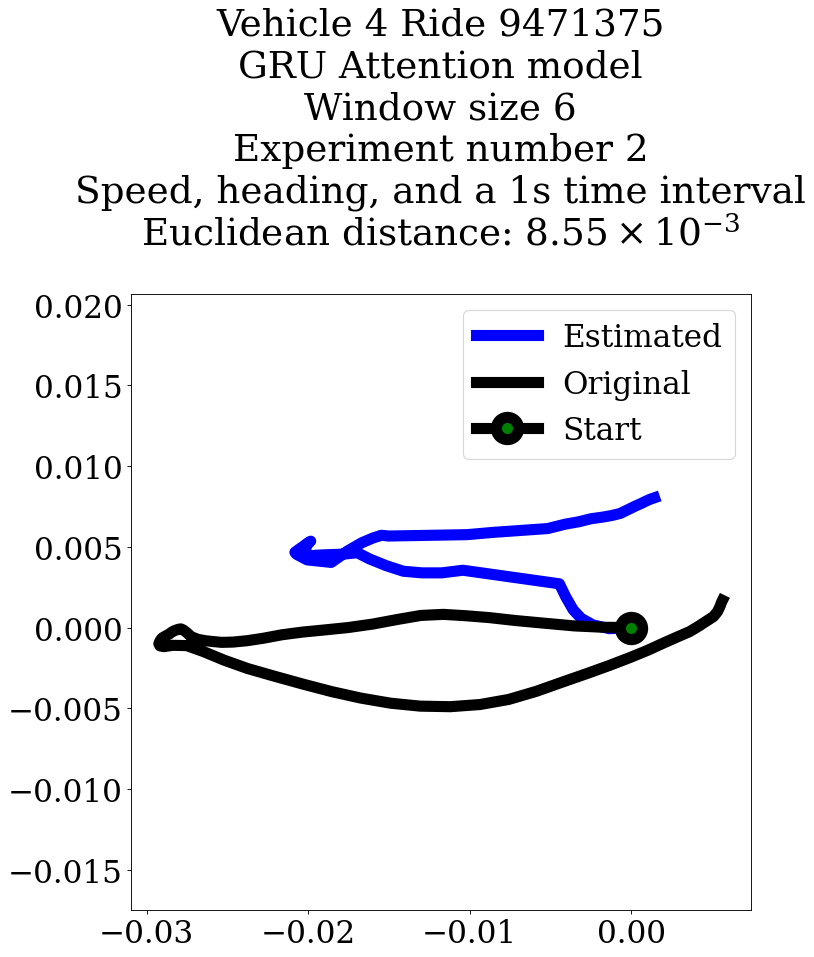 Vehicle 4 Ride 9471375
GRU Attention model
Window size 6
Experiment number 2
Speed, heading, and a 1s time interval
Euclidean distance: 8.55 × 10⁻³
0.020
0.015
0.010
0.005
0.000
−0.005
−0.010
−0.015
Estimated
Original
Start
−0.03
−0.02
−0.01
0.00